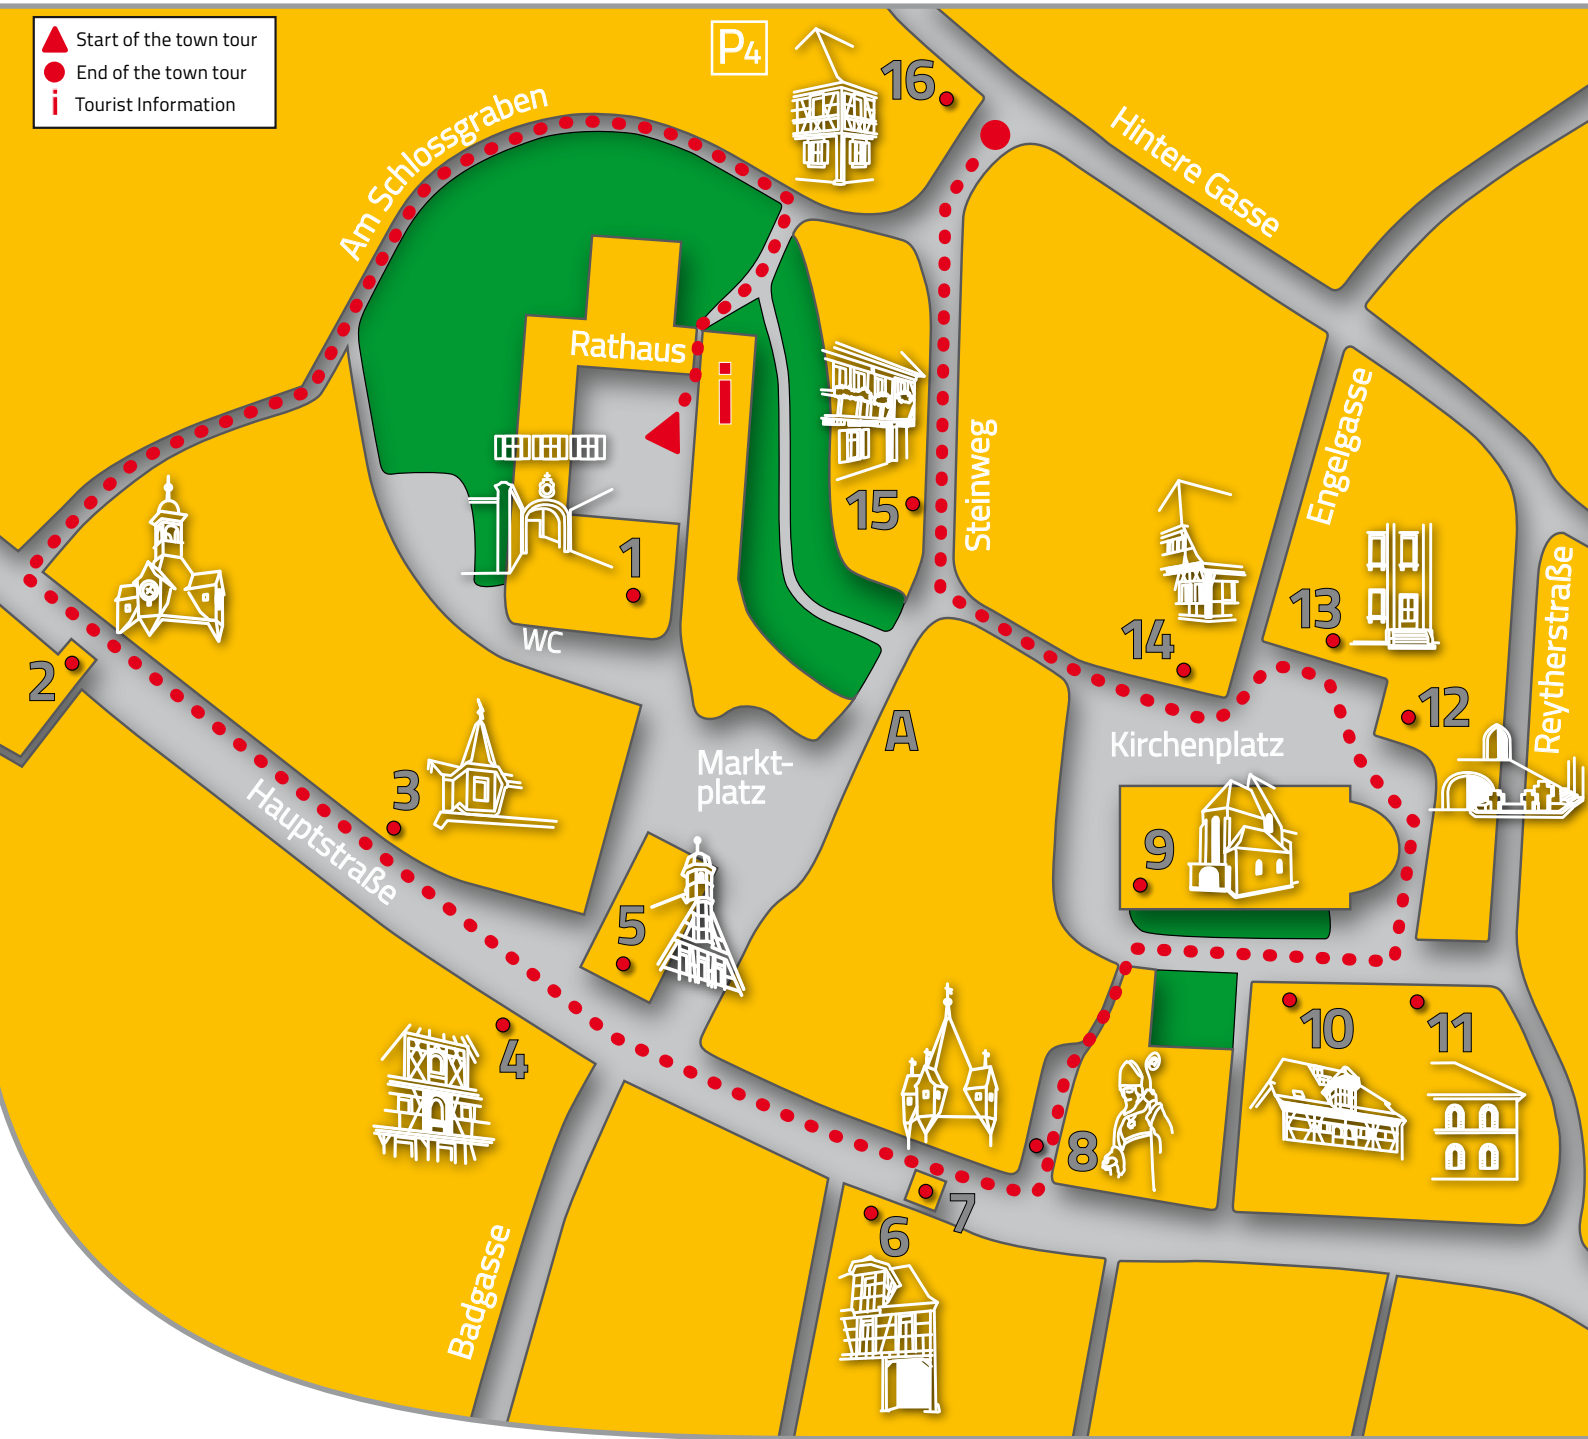 Start of the town tour
End of the town tour
i Tourist Information
P4
16
Am Schlossgraben
Hintere Gasse
Rathaus
i
Engelgasse
Steinweg
15
1
13
14
Reytherstraße
WC
2
12
A
Kirchenplatz
Markt-
platz
3
Hauptstraße
9
5
10
11
4
8
7
6
Badgasse